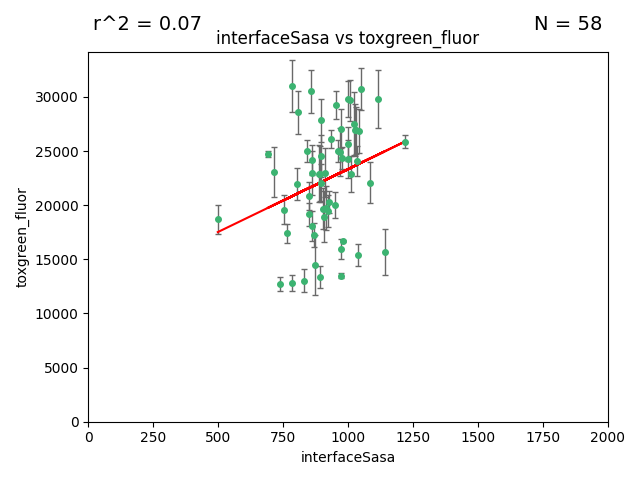 r^2 = 0.07
N = 58
interfaceSasa vs toxgreen_fluor
toxgreen_fluor
30000
25000
20000
15000
10000
5000
0
0 250 500 750 1000 1250 1500 1750 2000
interfaceSasa